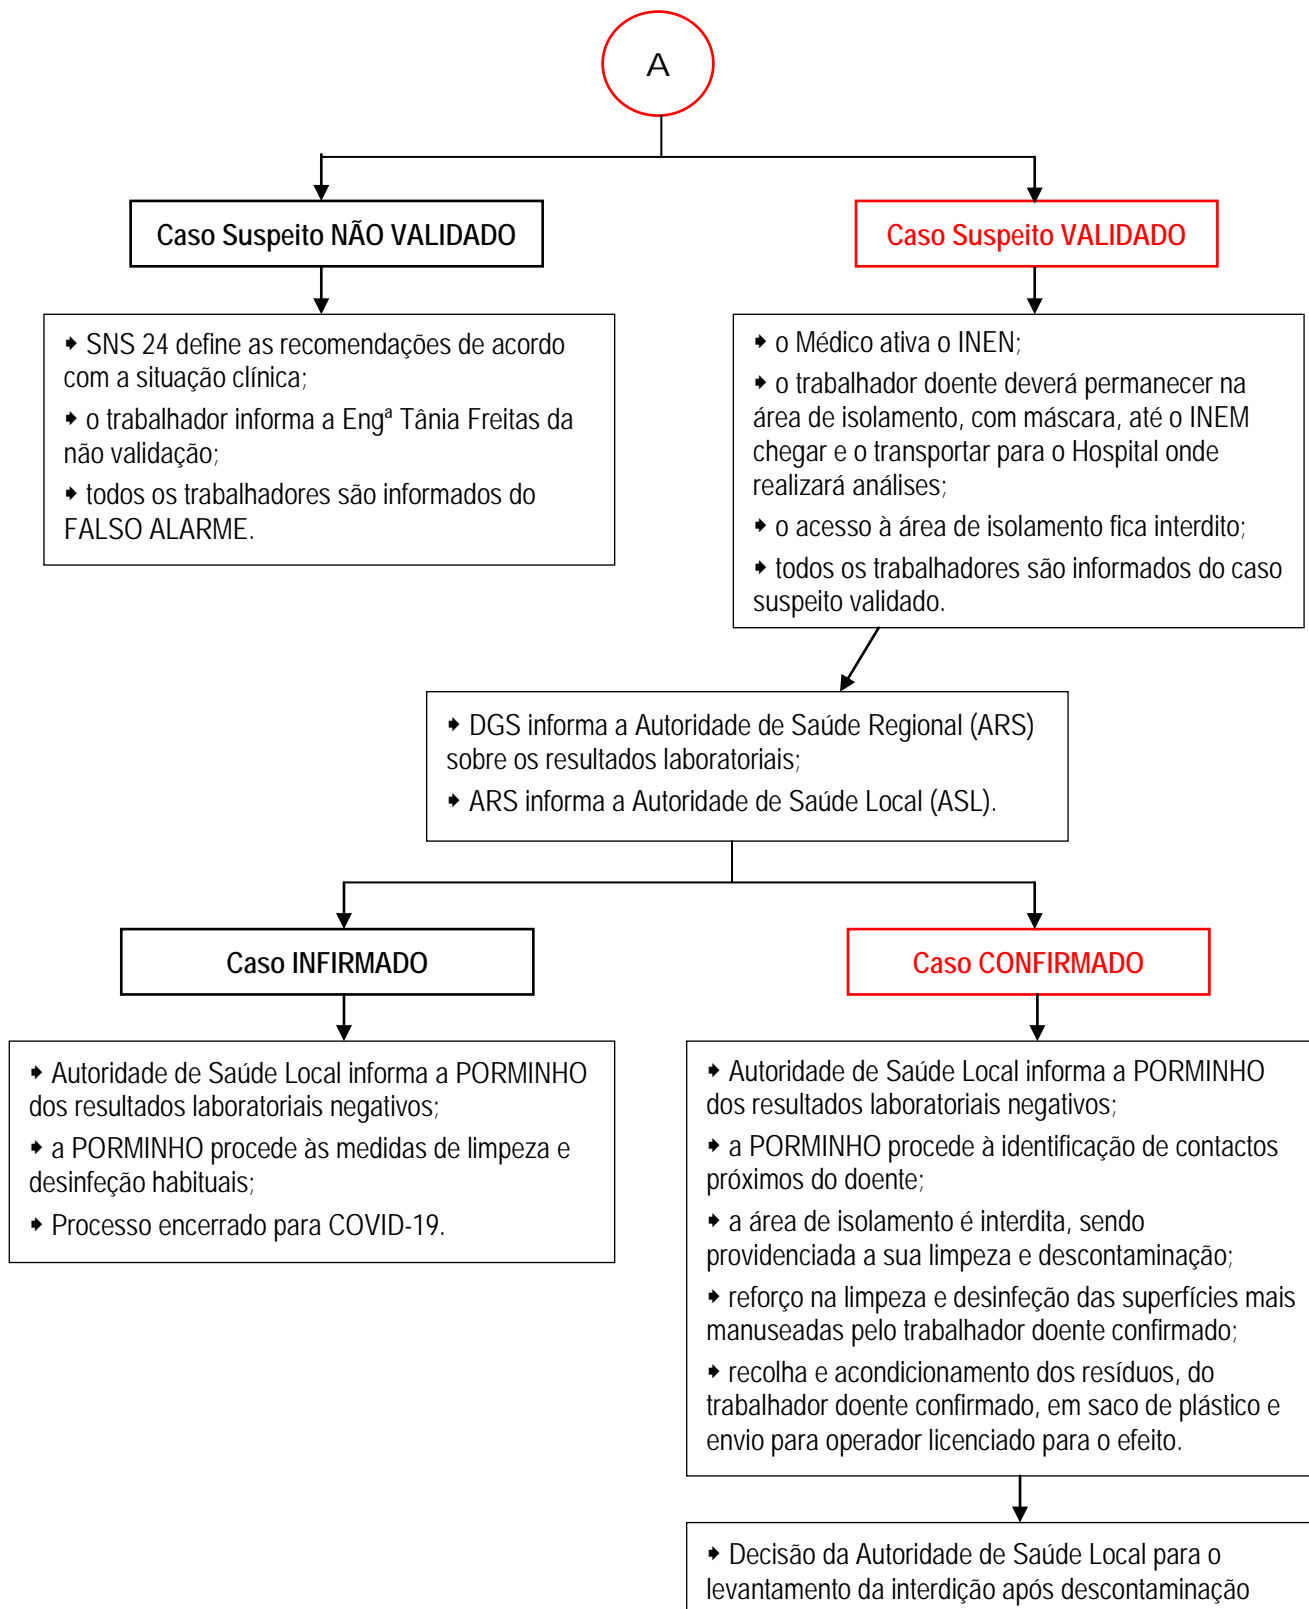 A
Caso Suspeito NÃO VALIDADO
Caso Suspeito VALIDADO
➧ SNS 24 define as recomendações de acordo
com a situação clínica;
➧ o trabalhador informa a Engª Tânia Freitas da
não validação;
➧ todos os trabalhadores são informados do
FALSO ALARME.
➧ o Médico ativa o INEN;
➧ o trabalhador doente deverá permanecer na
área de isolamento, com máscara, até o INEM
chegar e o transportar para o Hospital onde
realizará análises;
➧ o acesso à área de isolamento fica interdito;
➧ todos os trabalhadores são informados do caso
suspeito validado.
➧ DGS informa a Autoridade de Saúde Regional (ARS)
sobre os resultados laboratoriais;
➧ ARS informa a Autoridade de Saúde Local (ASL).
Caso INFIRMADO
Caso CONFIRMADO
➧ Autoridade de Saúde Local informa a PORMINHO
dos resultados laboratoriais negativos;
➧ a PORMINHO procede às medidas de limpeza e
desinfeção habituais;
➧ Processo encerrado para COVID-19.
➧ Autoridade de Saúde Local informa a PORMINHO
dos resultados laboratoriais negativos;
➧ a PORMINHO procede à identificação de contactos
próximos do doente;
➧ a área de isolamento é interdita, sendo
providenciada a sua limpeza e descontaminação;
➧ reforço na limpeza e desinfeção das superfícies mais
manuseadas pelo trabalhador doente confirmado;
➧ recolha e acondicionamento dos resíduos, do
trabalhador doente confirmado, em saco de plástico e
envio para operador licenciado para o efeito.
➧ Decisão da Autoridade de Saúde Local para o
levantamento da interdição após descontaminação